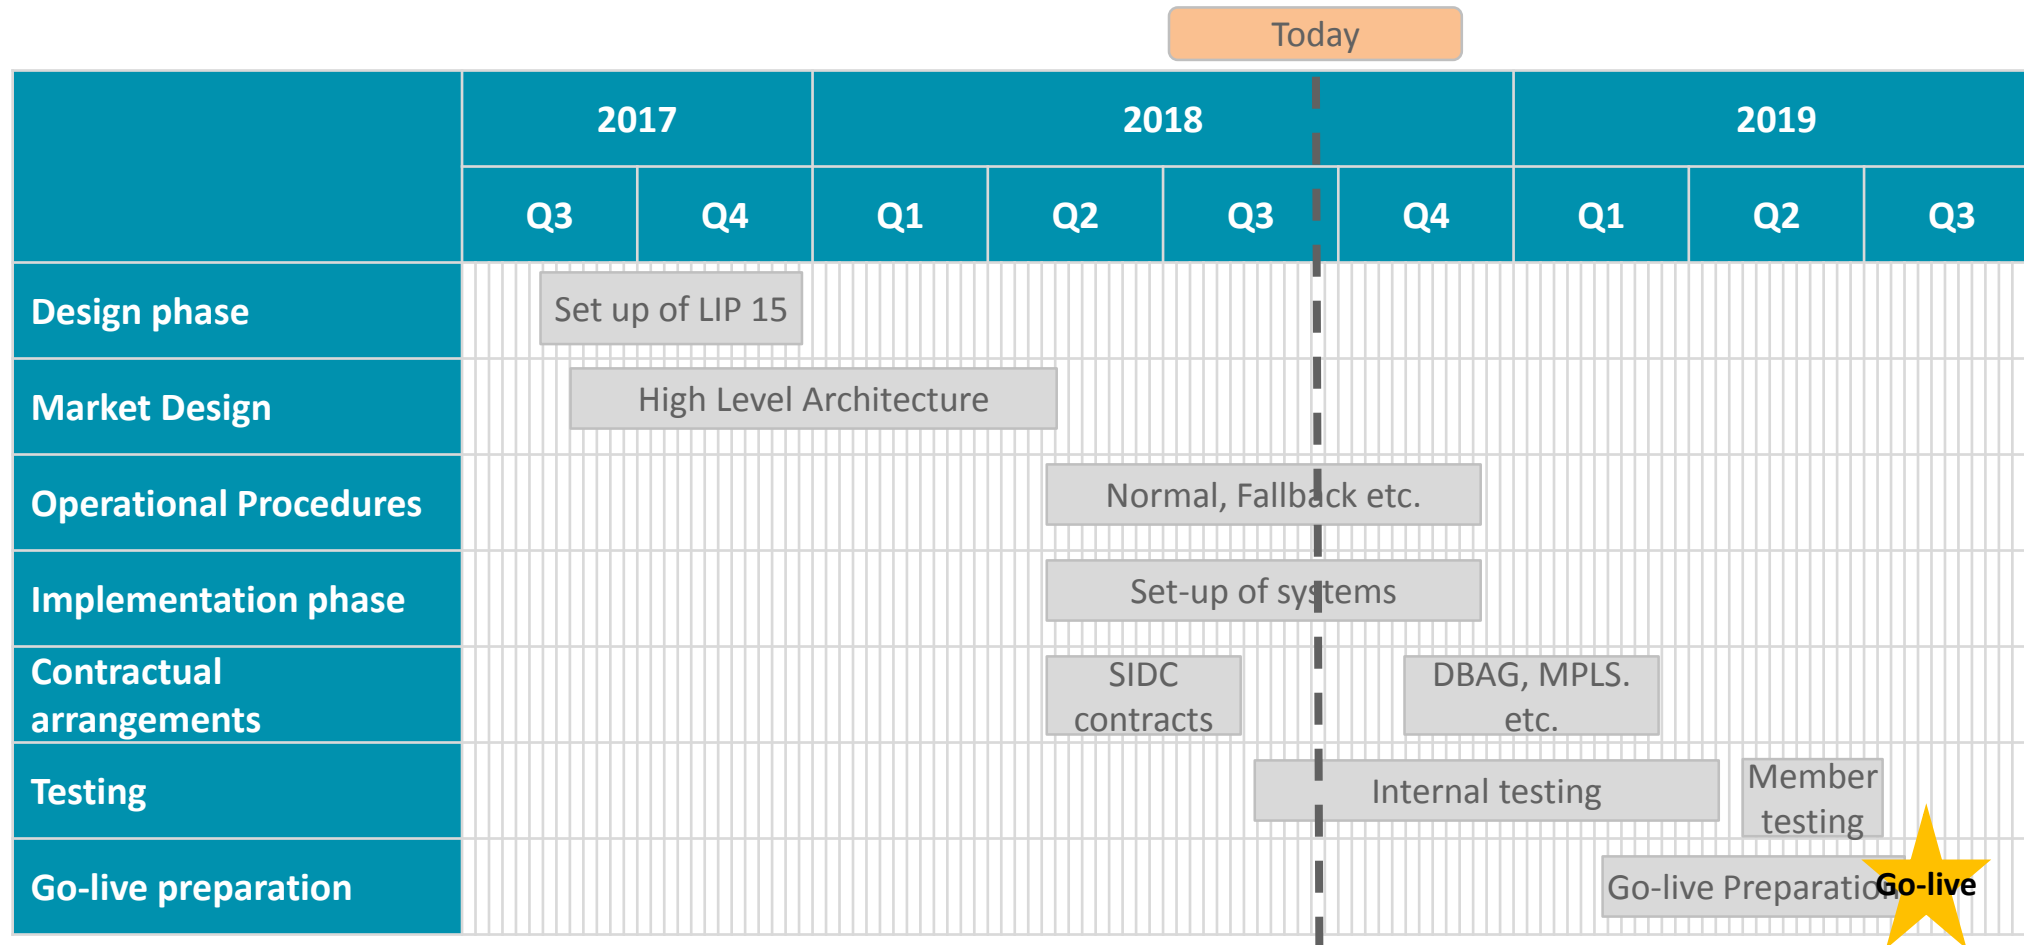 Today
2017
2018
2019
Q3
Q4
Q1
Q2
Q3
Q4
Q1
Q2
Q3
Design phase
Set up of LIP 15
Market Design
High Level Architecture
Operational Procedures
Normal, Fallback etc.
Implementation phase
Set-up of systems
Contractual
arrangements
SIDC
contracts
DBAG, MPLS.
etc.
Testing
Internal testing
Member
testing
Go-live preparation
Go-live Preparation
Go-live